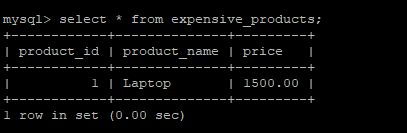 mysql> select * from expensive_products;
+------------+--------------+---------+
| product_id | product_name | price   |
+------------+--------------+---------+
|          1 | Laptop       | 1500.00 |
+------------+--------------+---------+
1 row in set (0.00 sec)